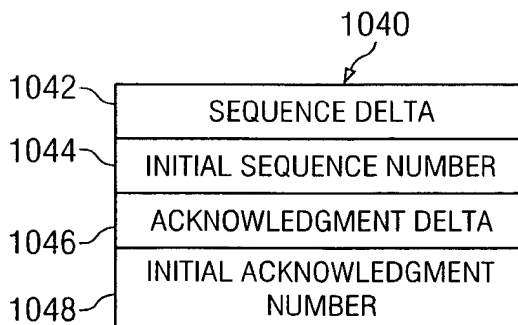 1040
1042
SEQUENCE DELTA
1044
INITIAL SEQUENCE NUMBER
1046
ACKNOWLEDGMENT DELTA
1048
INITIAL ACKNOWLEDGMENT
NUMBER